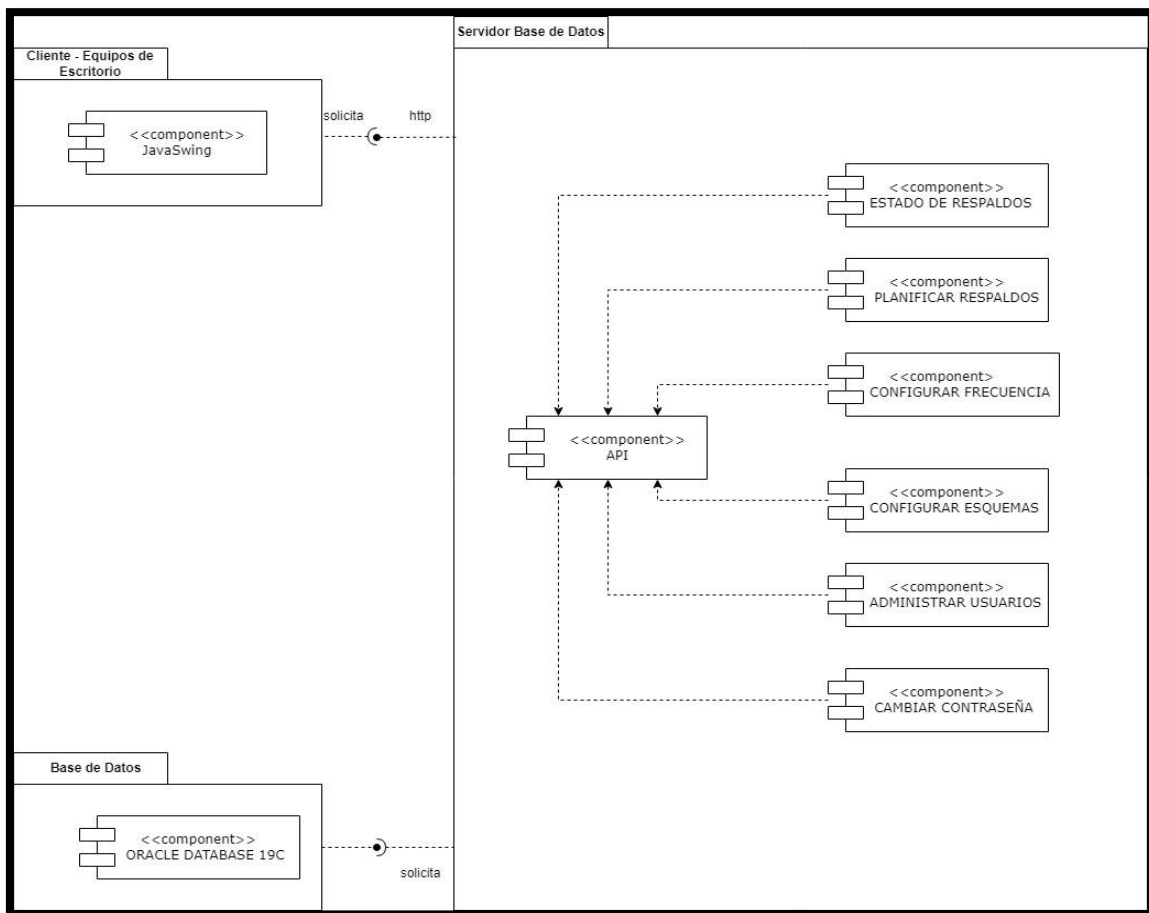 Servidor Base de Datos
Cliente - Equipos de
Escritorio
<<component>>
JavaSwing
solicita
http
<<component>>
ESTADO DE RESPALDOS
<<component>>
PLANIFICAR RESPALDOS
<<component>
CONFIGURAR FRECUENCIA
<<component>>
API
<<component>>
CONFIGURAR ESQUEMAS
<<component>>
ADMINISTRAR USUARIOS
<<component>>
CAMBIAR CONTRASEÑA
Base de Datos
<<component>>
ORACLE DATABASE 19C
solicita